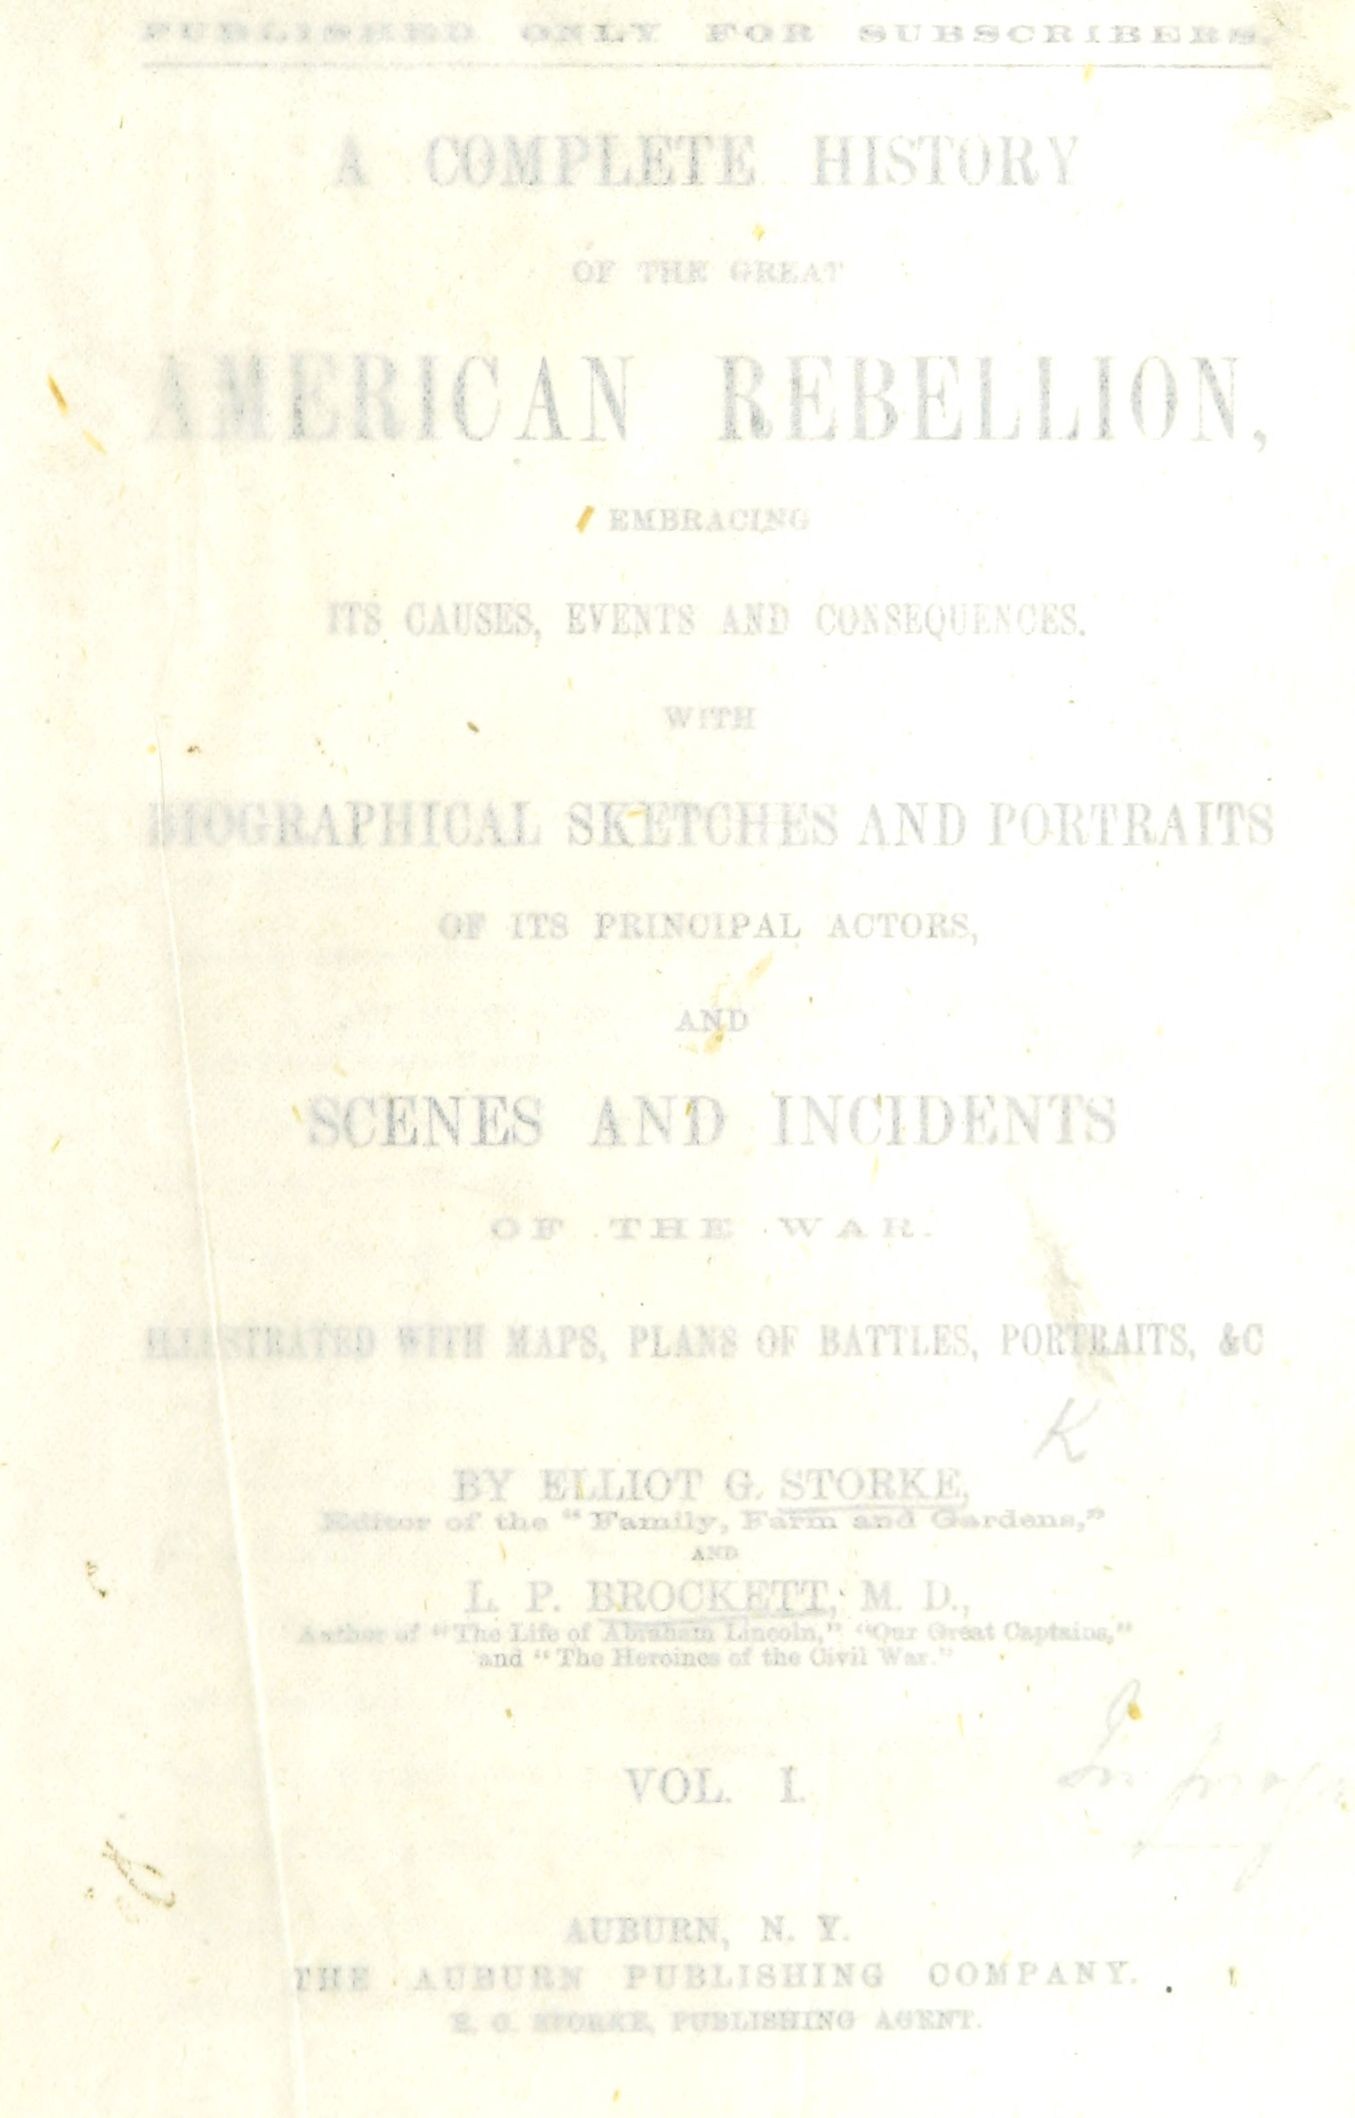 PUBLISHED ONLY FOR SUBSCRIBERS.
A COMPLETE HISTORY
OF THE GREAT
AMERICAN REBELLION,
EMBRACING
ITS CAUSES, EVENTS AND CONSEQUENCES.
WITH
BIOGRAPHICAL SKETCHES AND PORTRAITS
OF ITS PRINCIPAL ACTORS,
AND
SCENES AND INCIDENTS
OF THE WAR.
ILLUSTRATED WITH MAPS, PLANS OF BATTLES, PORTRAITS, &C
K
BY ELLIOT G. STORKE,
Editor of the "Family, Farm and Gardens,"
AND
L. P. BROCKETT, M. D.,
Author of "The Life of Abraham Lincoln," "Our Great Captains,"
and "The Heroines of the Civil War."
VOL. I.
AUBURN, N. Y.
THE AUBURN PUBLISHING COMPANY.
E. G. STORKE, PUBLISHING AGENT.